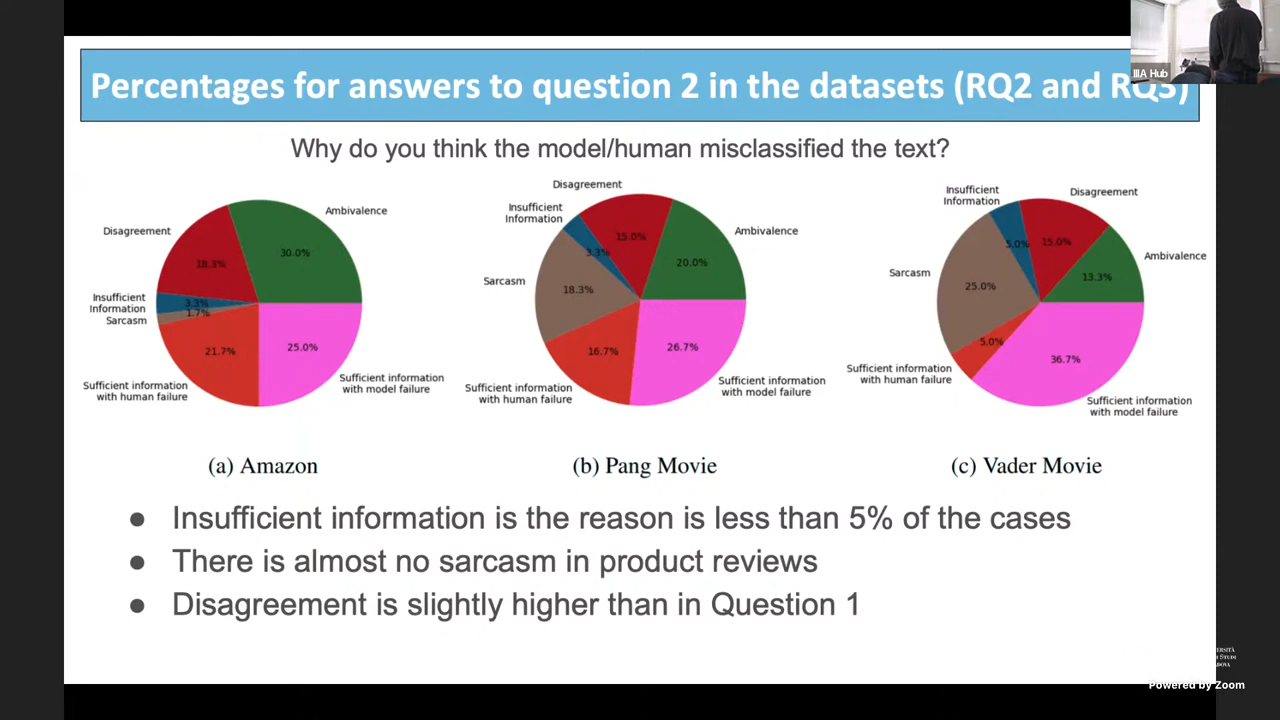 Percentages for answers to question 2 in the datasets (RQ2 and RQ3)
IIIA Hub
Why do you think the model/human misclassified the text?
Ambivalence
Disagreement
Insufficient
Information
Sarcasm
Sufficient information
with human failure
Sufficient information
with model failure
30.0%
18.3%
3.3%
1.7%
21.7%
25.0%
(a) Amazon
Disagreement
Insufficient
Information
Ambivalence
Sarcasm
Sufficient information
with human failure
Sufficient information
with model failure
15.0%
3.3%
20.0%
18.3%
16.7%
26.7%
(b) Pang Movie
Insufficient
Information
Disagreement
Ambivalence
Sarcasm
Sufficient information
with human failure
Sufficient information
with model failure
5.0%
15.0%
13.3%
25.0%
5.0%
36.7%
(c) Vader Movie
● Insufficient information is the reason is less than 5% of the cases
● There is almost no sarcasm in product reviews
● Disagreement is slightly higher than in Question 1
Powered by Zoom